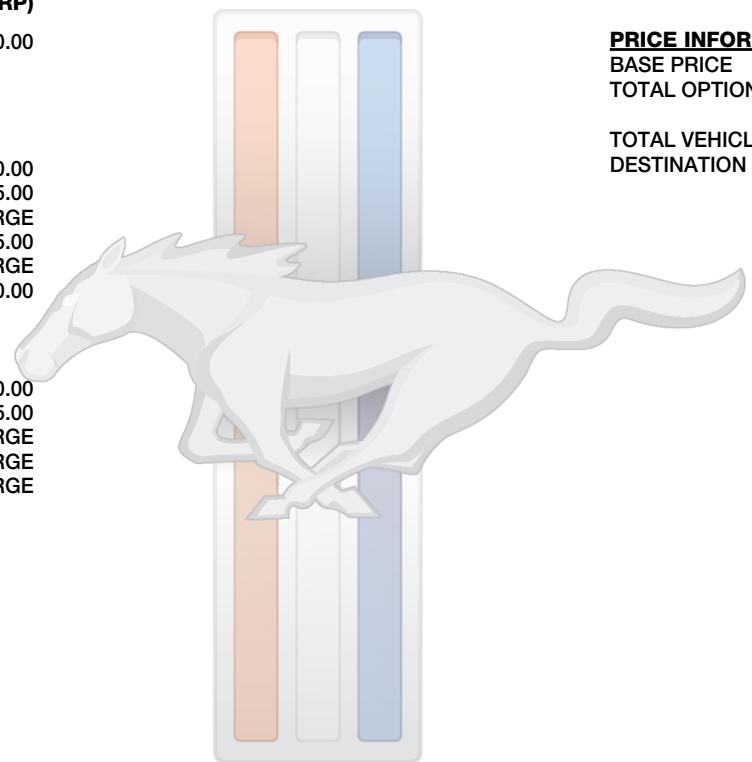 RP)
0.00
0.00
5.00
RGE
5.00
RGE
0.00
0.00
5.00
RGE
RGE
RGE
PRICE INFOR
BASE PRICE
TOTAL OPTION
TOTAL VEHICL
DESTINATION